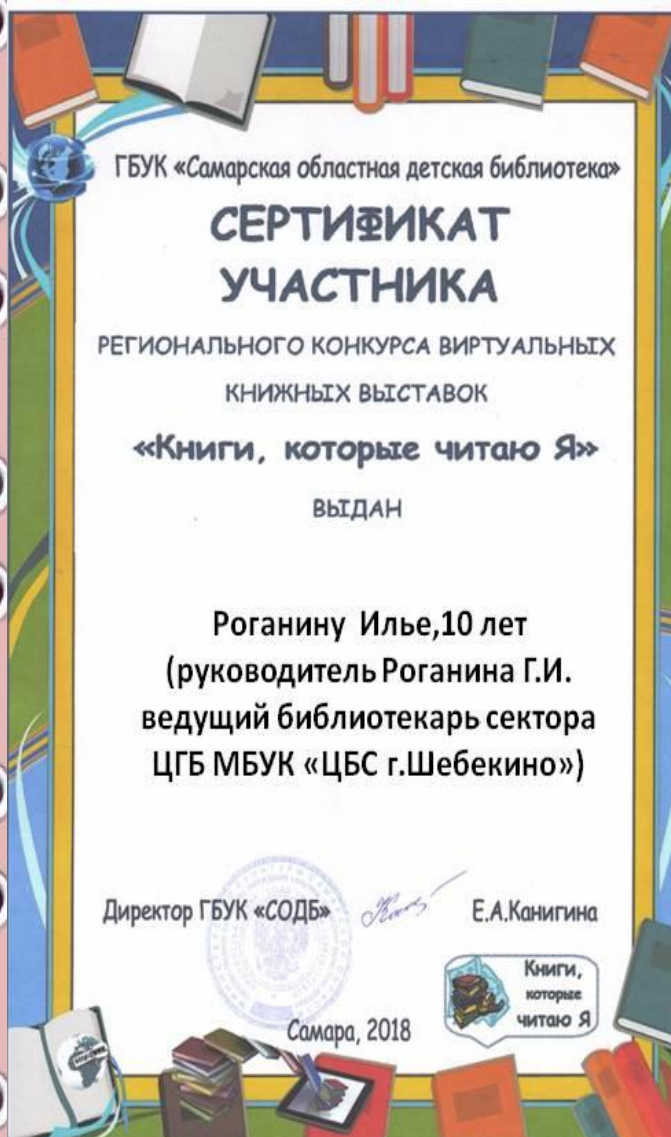 ГБУК «Самарская областная детская библиотека»
СЕРТИФИКАТ
УЧАСТНИКА
РЕГИОНАЛЬНОГО КОНКУРСА ВИРТУАЛЬНЫХ
КНИЖНЫХ ВЫСТАВОК
«Книги, которые читаю Я»
ВЫДАН
Роганину Илье,10 лет
(руководитель Роганина Г.И.
ведущий библиотекарь сектора
ЦГБ МБУК «ЦБС г.Шебекино»)
Директор ГБУК «СОДБ» Е.А.Канигина
Книги,
которые
читаю Я
Самара, 2018